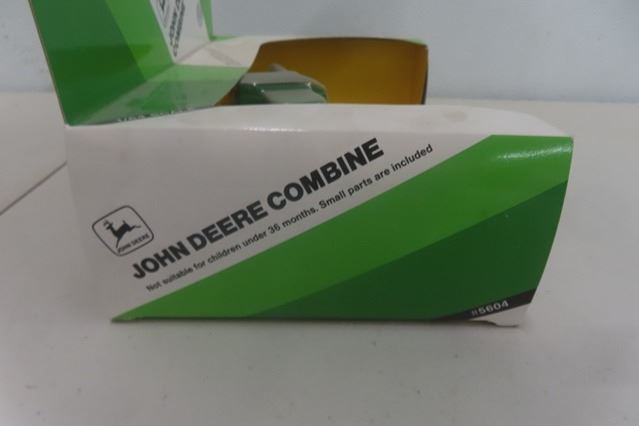 JOHN DEERE COMBINE
JOHN DEERE
Not suitable for children under 36 months. Small parts are included
#5604